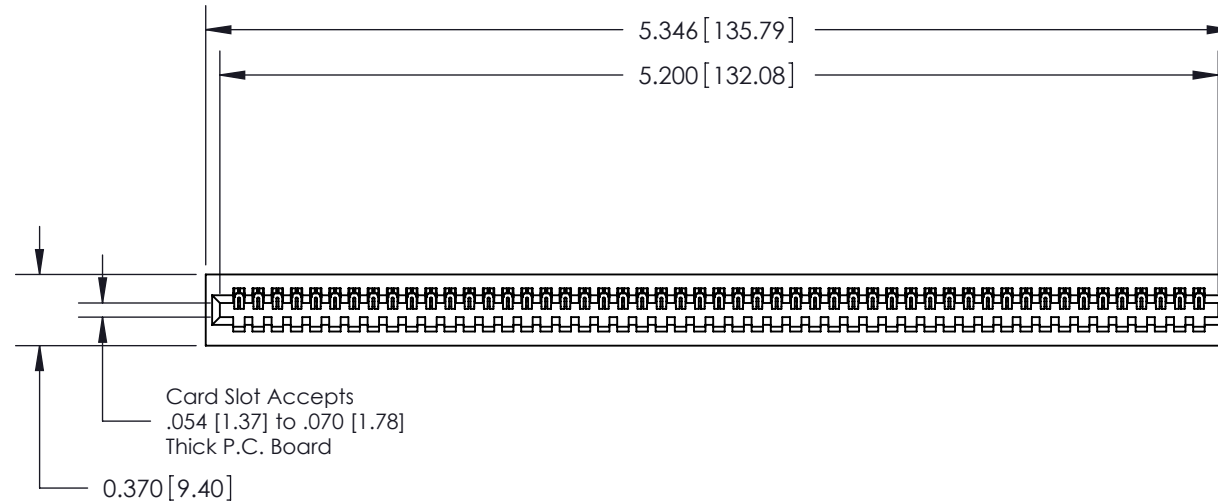 5.346 [135.79]
5.200 [132.08]
Card Slot Accepts
.054 [1.37] to .070 [1.78]
Thick P.C. Board
0.370 [9.40]